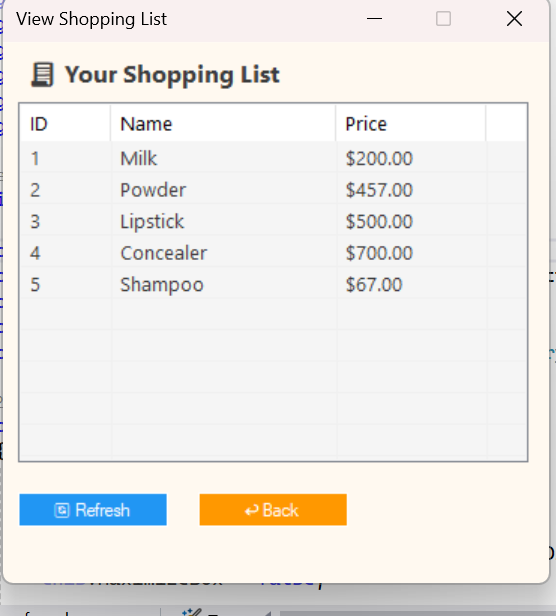 View Shopping List
Your Shopping List
ID Name Price
1 Milk $200.00
2 Powder $457.00
3 Lipstick $500.00
4 Concealer $700.00
5 Shampoo $67.00
Refresh Back